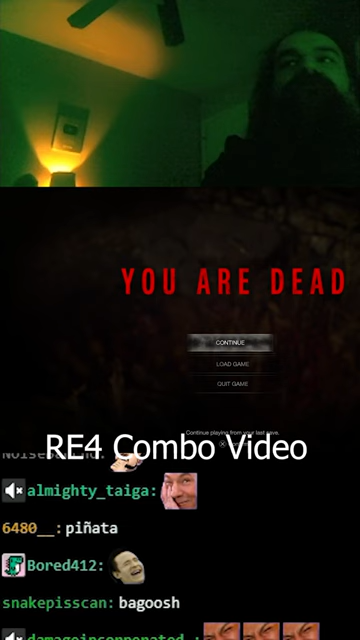 YOU ARE DEAD
CONTINUE
LOAD GAME
QUIT GAME
Continue playing from your last save.
RE4 Combo Video
almighty_taiga:
6480__: piñata
Bored412:
snakepisscan: bagoosh
damageincorporated_: